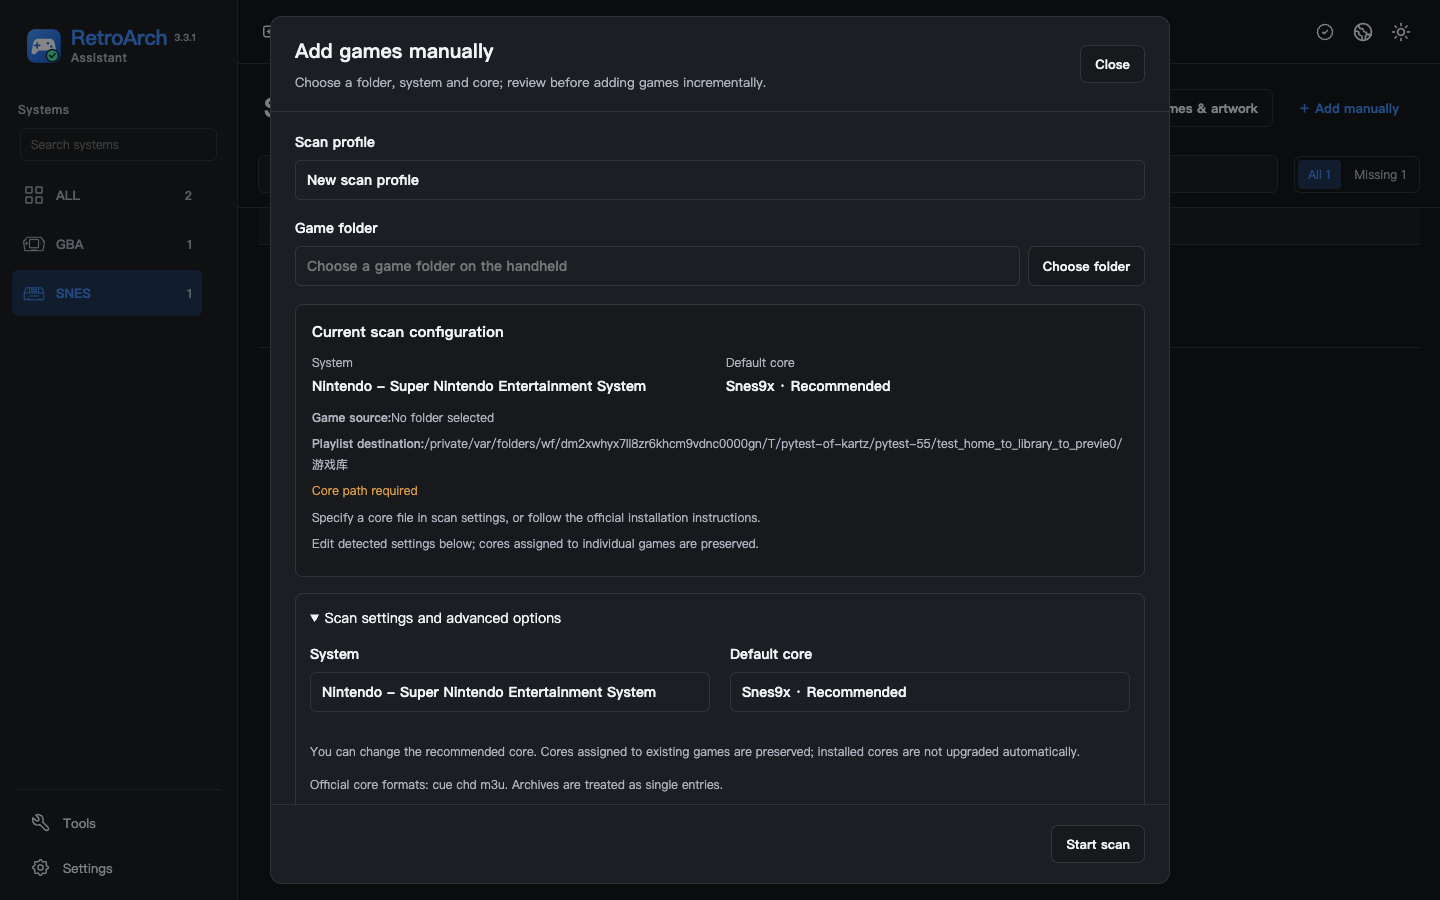 RetroArch 3.3.1
Assistant
Systems
Search systems
ALL 2
GBA 1
SNES 1
Tools
Settings
mes & artwork
+ Add manually
All 1
Missing 1
Add games manually
Choose a folder, system and core; review before adding games incrementally.
Close
Scan profile
New scan profile
Game folder
Choose a game folder on the handheld
Choose folder
Current scan configuration
System
Default core
Nintendo – Super Nintendo Entertainment System
Snes9x · Recommended
Game source:No folder selected
Playlist destination:/private/var/folders/wf/dm2xwhyx7ll8zr6khcm9vdnc0000gn/T/pytest-of-kartz/pytest-55/test_home_to_library_to_previe0/
游戏库
Core path required
Specify a core file in scan settings, or follow the official installation instructions.
Edit detected settings below; cores assigned to individual games are preserved.
▼ Scan settings and advanced options
System
Default core
Nintendo – Super Nintendo Entertainment System
Snes9x · Recommended
You can change the recommended core. Cores assigned to existing games are preserved; installed cores are not upgraded automatically.
Official core formats: cue chd m3u. Archives are treated as single entries.
Start scan